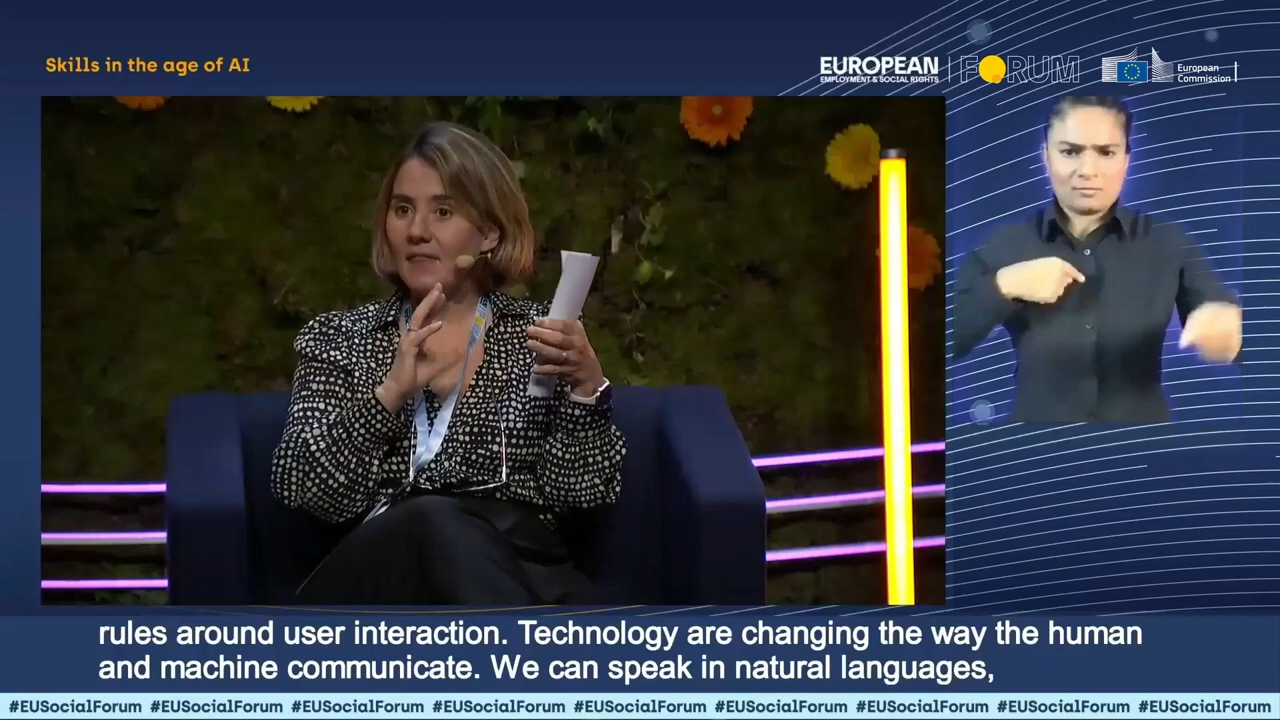 Skills in the age of AI
EUROPEAN
EMPLOYMENT & SOCIAL RIGHTS
FORUM
European
Commission
rules around user interaction. Technology are changing the way the human
and machine communicate. We can speak in natural languages,
#EUSocialForum #EUSocialForum #EUSocialForum #EUSocialForum #EUSocialForum #EUSocialForum #EUSocialForum #EUSocialForum #EUSocialForum